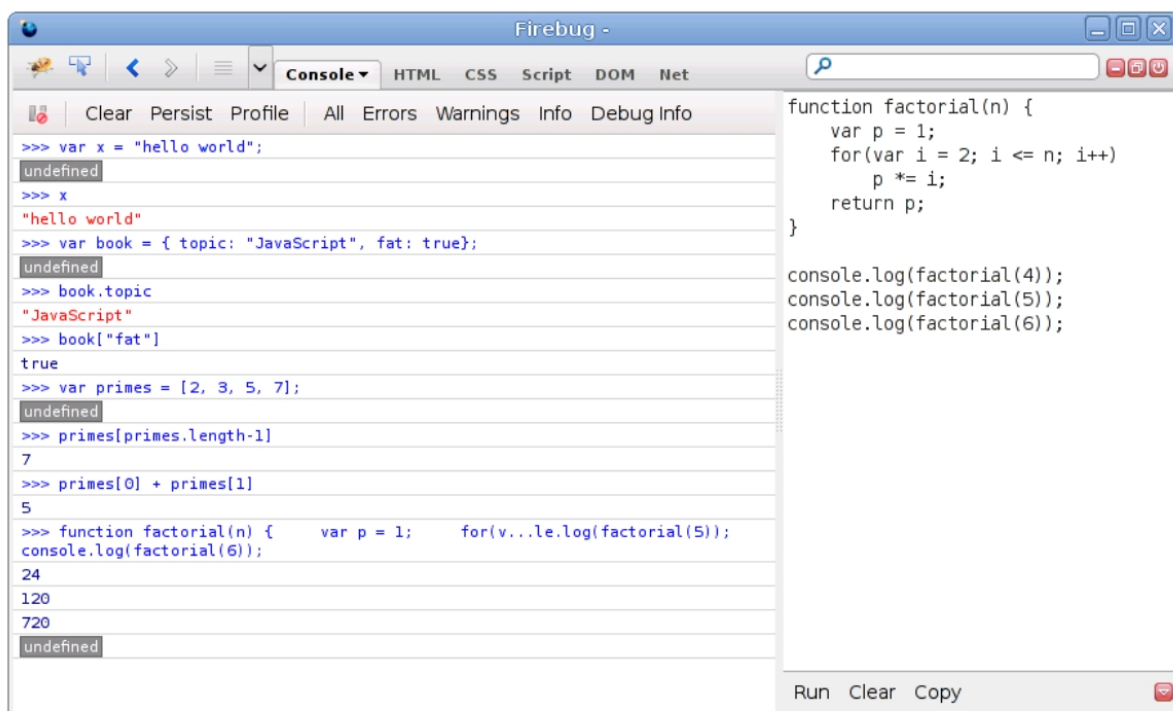 Firebug -
Console HTML CSS Script DOM Net
Clear Persist Profile All Errors Warnings Info Debug Info
>>> var x = "hello world";
undefined
>>> x
"hello world"
>>> var book = { topic: "JavaScript", fat: true};
undefined
>>> book.topic
"JavaScript"
>>> book["fat"]
true
>>> var primes = [2, 3, 5, 7];
undefined
>>> primes[primes.length-1]
7
>>> primes[0] + primes[1]
5
>>> function factorial(n) {     var p = 1;     for(v...le.log(factorial(5));
console.log(factorial(6));
24
120
720
undefined
function factorial(n) {
    var p = 1;
    for(var i = 2; i <= n; i++)
        p *= i;
    return p;
}
console.log(factorial(4));
console.log(factorial(5));
console.log(factorial(6));
Run Clear Copy